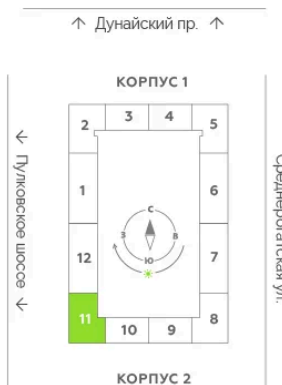 ↑ Дунайский пр. ↑
КОРПУС 1
2 3 4 5
← Пулковское шоссе ←
1 6
С
З В
Ю
Среднерогатская ул.
12 7
11 10 9 8
КОРПУС 2